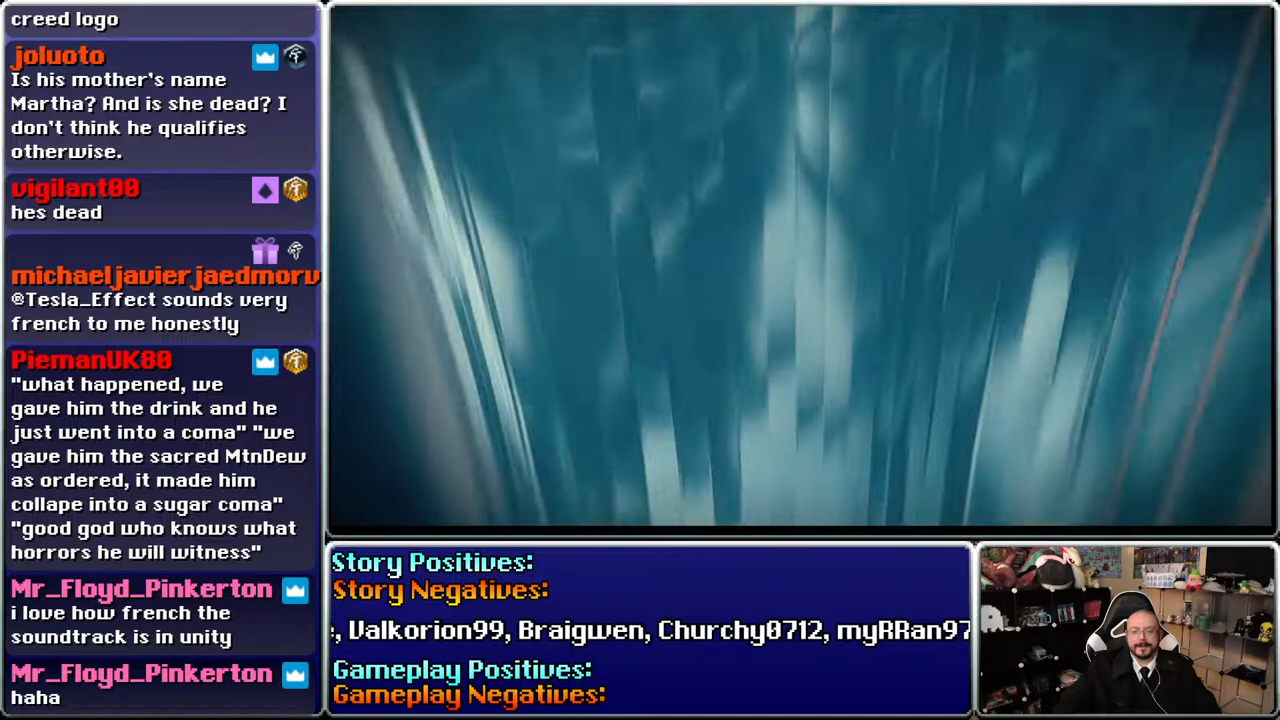 creed logo
joluoto
Is his mother's name
Martha? And is she dead? I
don't think he qualifies
otherwise.
vigilant00
hes dead
michaeljavierjaedmorv
@Tesla_Effect sounds very
french to me honestly
PiemanUK80
"what happened, we
gave him the drink and he
just went into a coma" "we
gave him the sacred MtnDew
as ordered, it made him
collape into a sugar coma"
"good god who knows what
horrors he will witness"
Mr_Floyd_Pinkerton
i love how french the
soundtrack is in unity
Mr_Floyd_Pinkerton
haha
Story Positives:
Story Negatives:
, Valkorion99, Braigwen, Churchy0712, myRRan97
Gameplay Positives:
Gameplay Negatives: